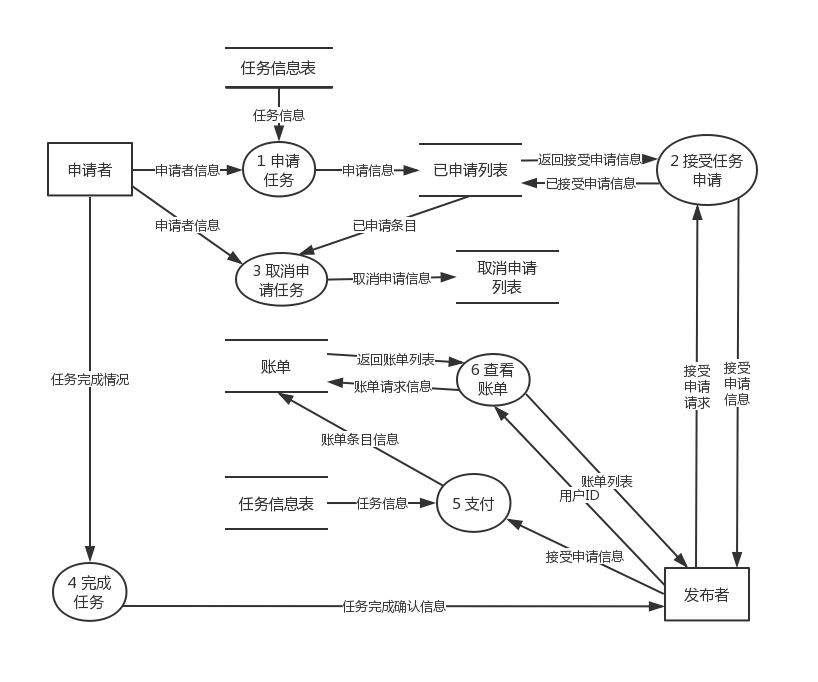 任务信息表
任务信息
申请者
申请者信息
1 申请
任务
申请信息
已申请列表
返回接受申请信息
已接受申请信息
2 接受任务
申请
申请者信息
已申请条目
3 取消申
请任务
取消申请信息
取消申请
列表
任务完成情况
账单
返回账单列表
账单请求信息
6 查看
账单
接受
申请
请求
接受
申请
信息
账单条目信息
账单列表
用户ID
任务信息表
任务信息
5 支付
接受申请信息
4 完成
任务
任务完成确认信息
发布者